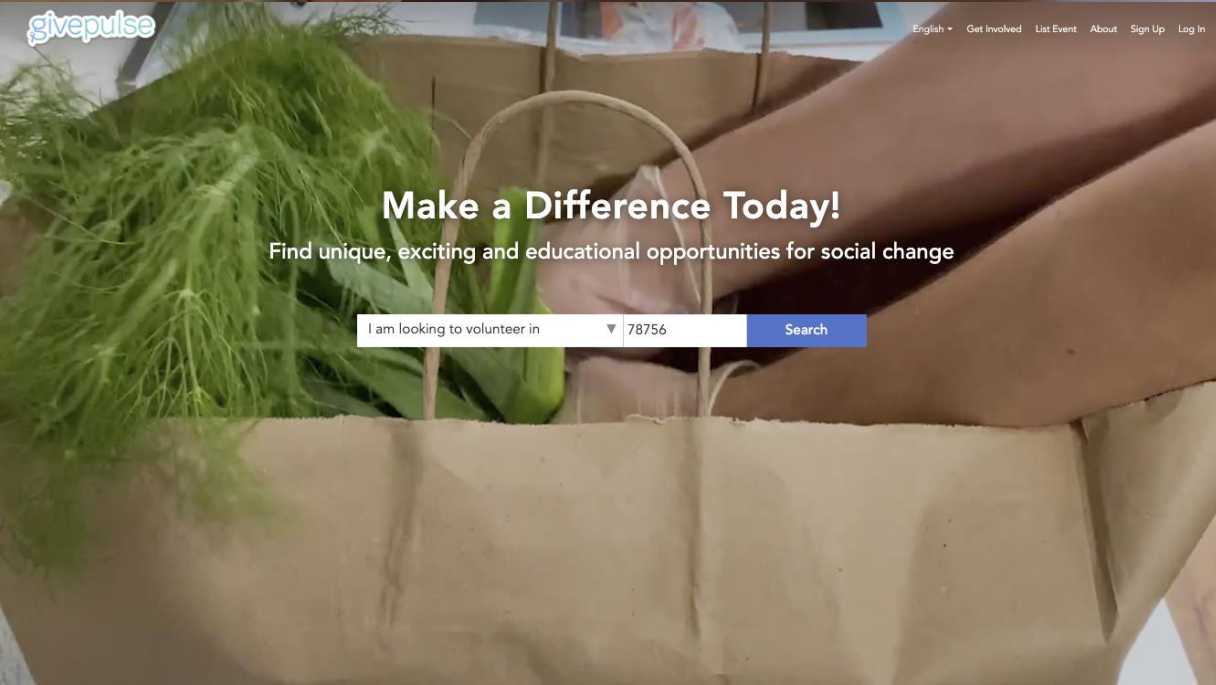 givepulse
English
Get Involved
List Event
About
Sign Up
Log In
Make a Difference Today!
Find unique, exciting and educational opportunities for social change
I am looking to volunteer in
78756
Search